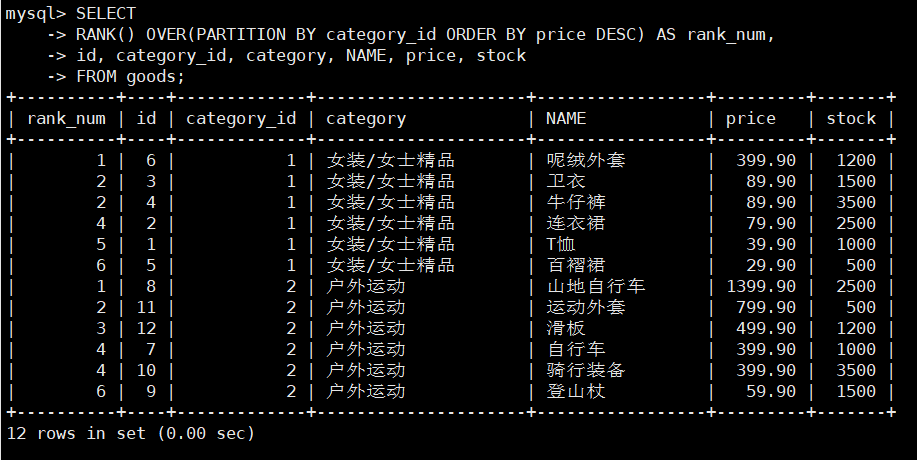 mysql> SELECT
    -> RANK() OVER(PARTITION BY category_id ORDER BY price DESC) AS rank_num,
    -> id, category_id, category, NAME, price, stock
    -> FROM goods;
+----------+----+-------------+---------------------+-----------------+---------+-------+
| rank_num | id | category_id | category            | NAME            | price   | stock |
+----------+----+-------------+---------------------+-----------------+---------+-------+
|        1 |  6 |           1 | 女装/女士精品       | 呢绒外套        |  399.90 |  1200 |
|        2 |  3 |           1 | 女装/女士精品       | 卫衣            |   89.90 |  1500 |
|        2 |  4 |           1 | 女装/女士精品       | 牛仔裤          |   89.90 |  3500 |
|        4 |  2 |           1 | 女装/女士精品       | 连衣裙          |   79.90 |  2500 |
|        5 |  1 |           1 | 女装/女士精品       | T恤             |   39.90 |  1000 |
|        6 |  5 |           1 | 女装/女士精品       | 百褶裙          |   29.90 |   500 |
|        1 |  8 |           2 | 户外运动            | 山地自行车      | 1399.90 |  2500 |
|        2 | 11 |           2 | 户外运动            | 运动外套        |  799.90 |   500 |
|        3 | 12 |           2 | 户外运动            | 滑板            |  499.90 |  1200 |
|        4 |  7 |           2 | 户外运动            | 自行车          |  399.90 |  1000 |
|        4 | 10 |           2 | 户外运动            | 骑行装备        |  399.90 |  3500 |
|        6 |  9 |           2 | 户外运动            | 登山杖          |   59.90 |  1500 |
+----------+----+-------------+---------------------+-----------------+---------+-------+
12 rows in set (0.00 sec)